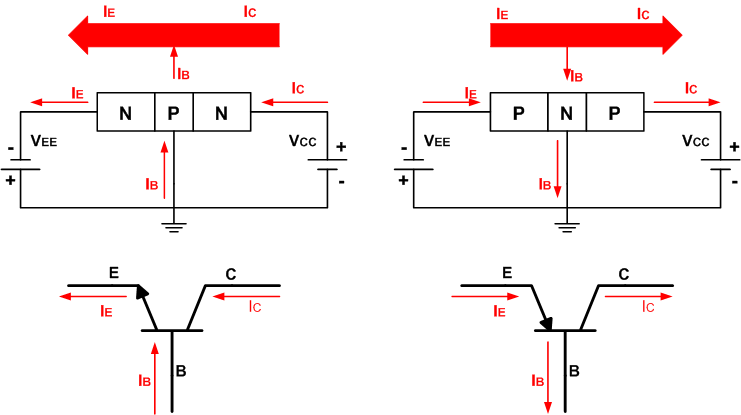 IE IC
IB
IE IC
N P N
- VEE VCC +
+ IB -
E C
IE IC
IB B
IE IC
IB
IE IC
P N P
- VEE VCC +
+ IB -
E C
IE IC
IB B